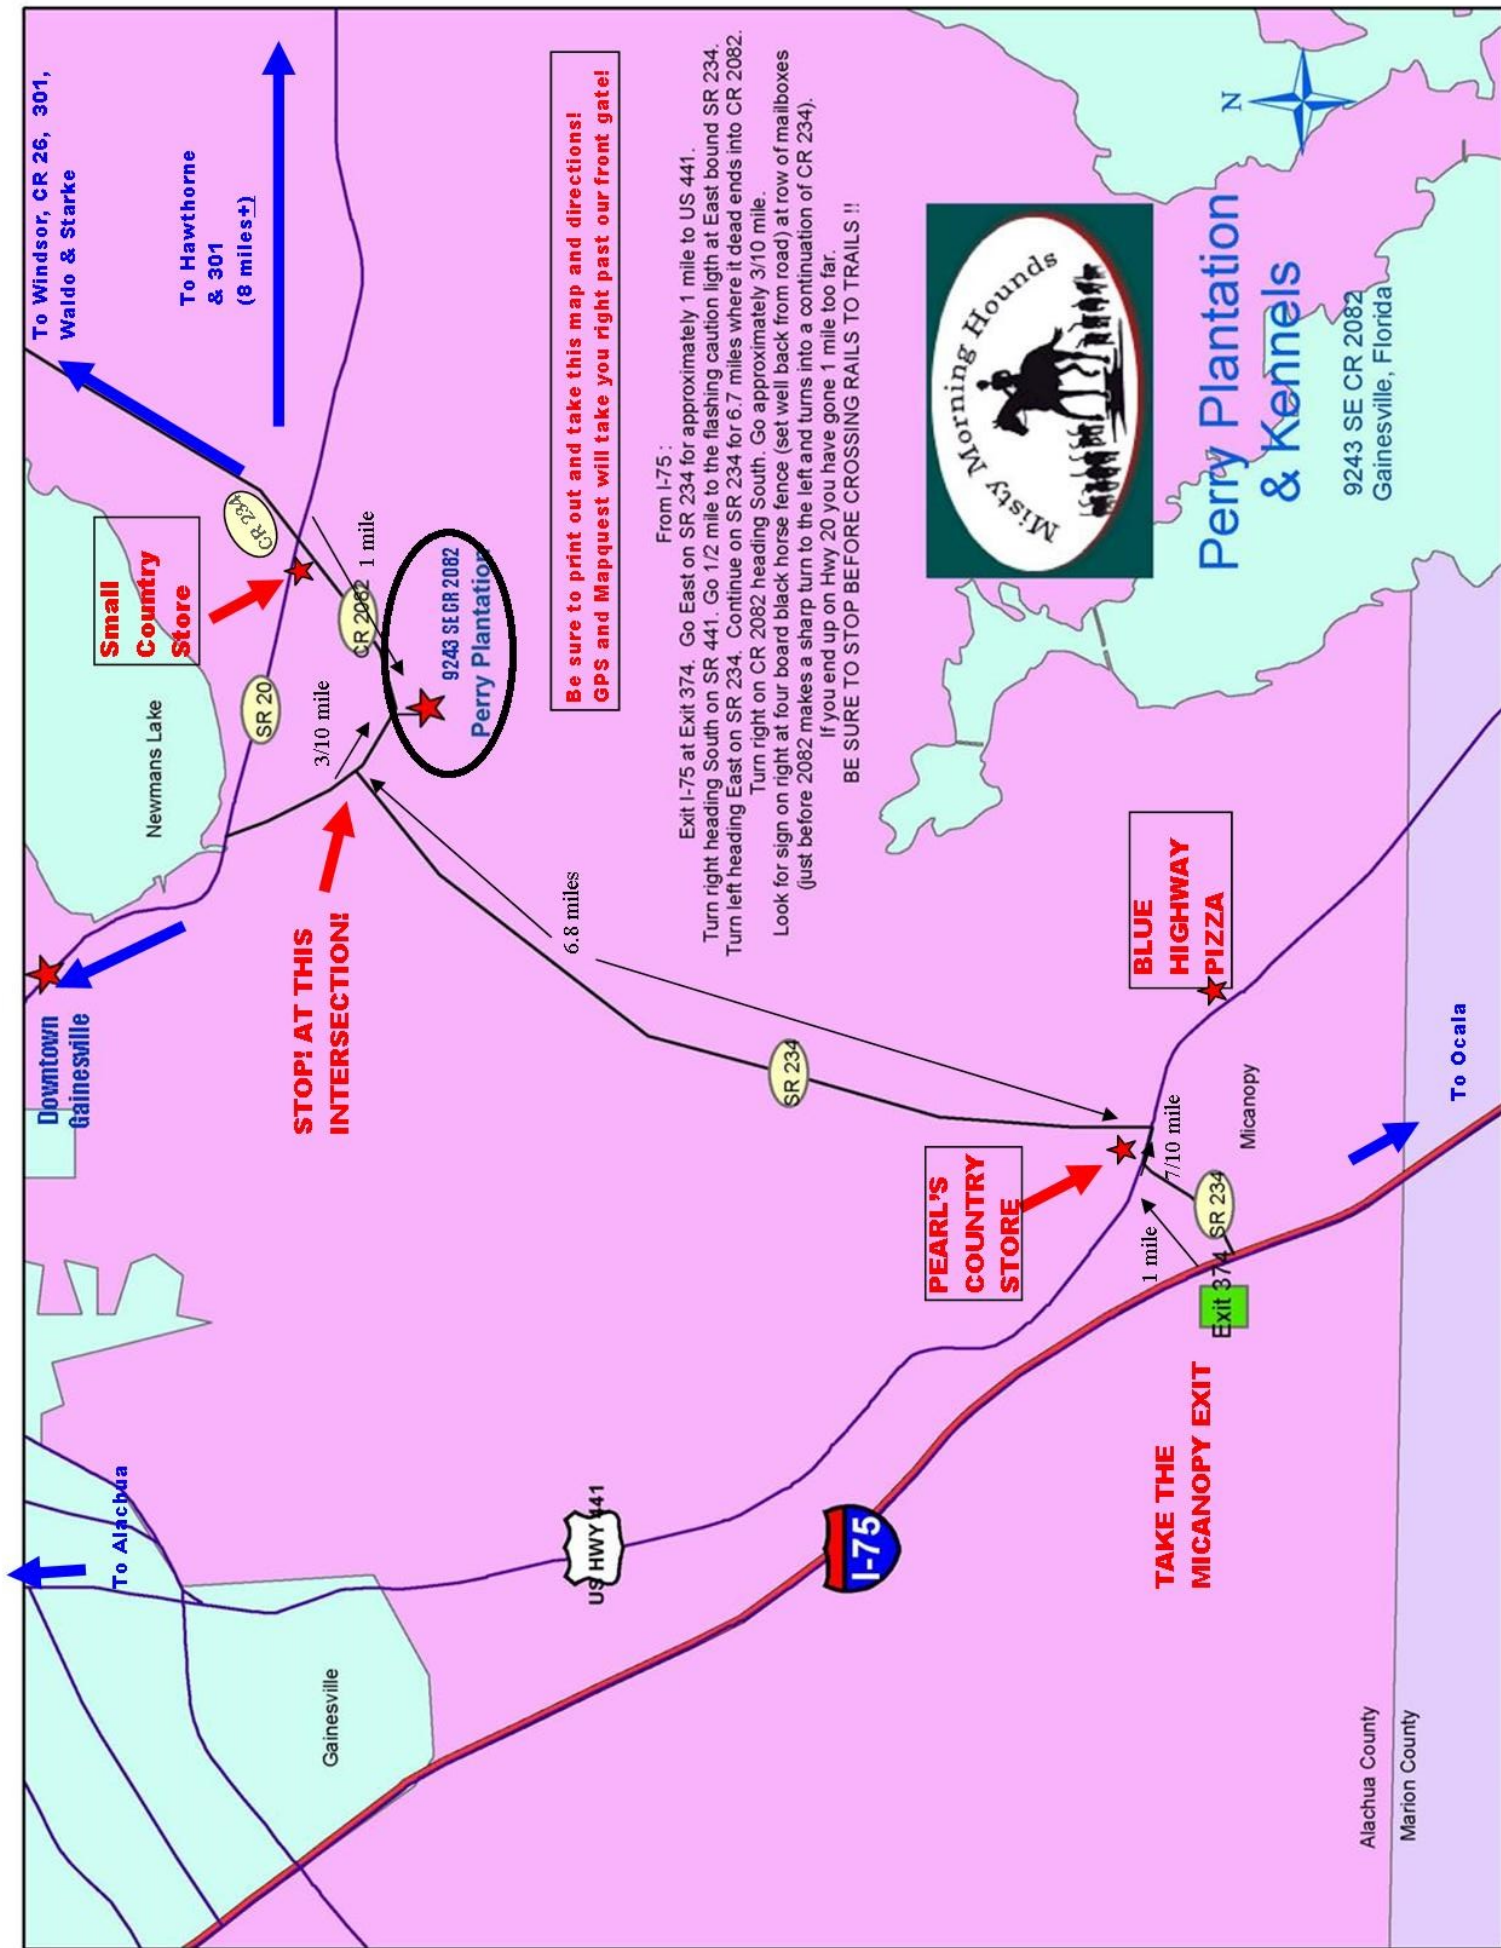 To Windsor, CR 26, 301,
Waldo & Starke
To Hawthorne
& 301
(8 miles+)
Small
Country
Store
CR 234
Newmans Lake
SR 20
3/10 mile
CR 2082
1 mile
9243 SE CR 2082
Perry Plantation
Downtown
Gainesville
STOP! AT THIS
INTERSECTION!
To Alachua
Gainesville
Be sure to print out and take this map and directions!
GPS and Mapquest will take you right past our front gate!
From I-75 :
Exit I-75 at Exit 374. Go East on SR 234 for approximately 1 mile to US 441.
Turn right heading South on SR 441. Go 1/2 mile to the flashing caution ligth at East bound SR 234.
Turn left heading East on SR 234. Continue on SR 234 for 6.7 miles where it dead ends into CR 2082.
Turn right on CR 2082 heading South. Go approximately 3/10 mile.
Look for sign on right at four board black horse fence (set well back from road) at row of mailboxes
(just before 2082 makes a sharp turn to the left and turns into a continuation of CR 234).
If you end up on Hwy 20 you have gone 1 mile too far.
BE SURE TO STOP BEFORE CROSSING RAILS TO TRAILS !!
6.8 miles
US HWY 441
SR 234
I-75
PEARL'S
COUNTRY
STORE
BLUE
HIGHWAY
PIZZA
1 mile
7/10 mile
SR 234
Micanopy
Exit 374
TAKE THE
MICANOPY EXIT
Misty Morning Hounds
N
Perry Plantation
& Kennels
9243 SE CR 2082
Gainesville, Florida
To Ocala
Alachua County
Marion County